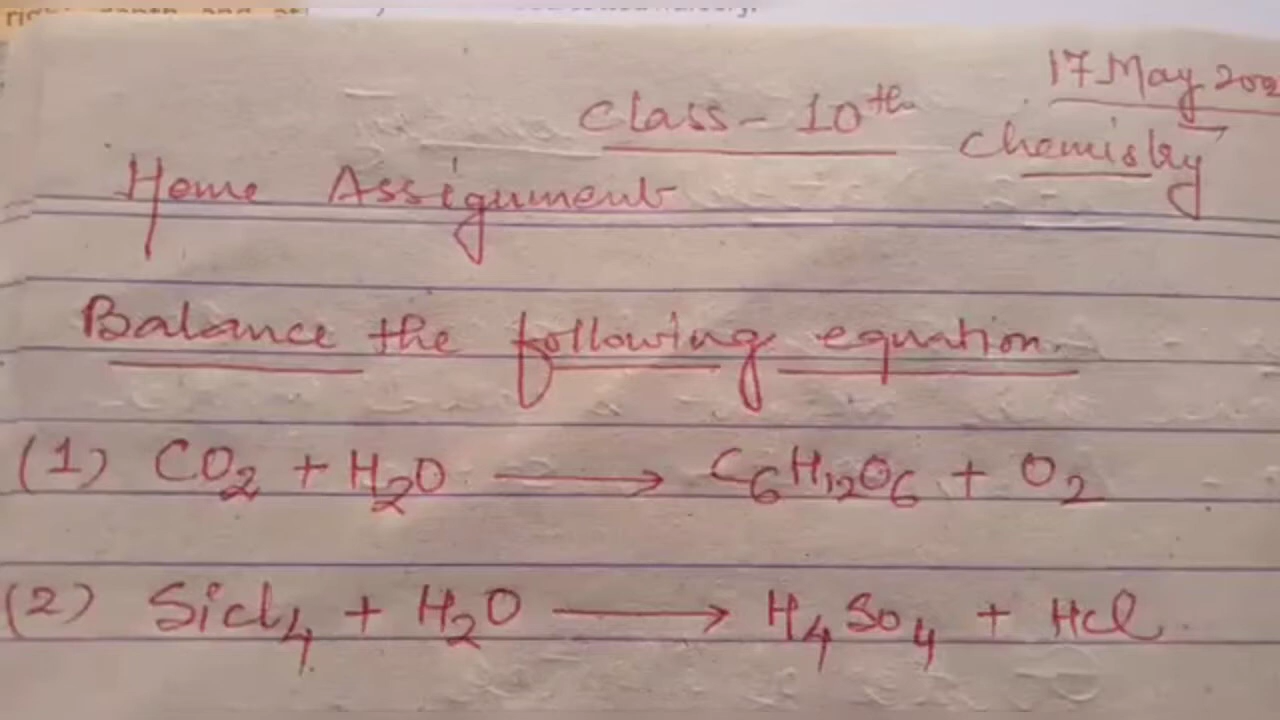 17 May 202
Class - 10th
Chemistry
Home Assignment
Balance the following equation.
(1) CO2 + H2O ⟶ C6H12O6 + O2
(2) Sicl4 + H2O ⟶ H4So4 + Hcl.